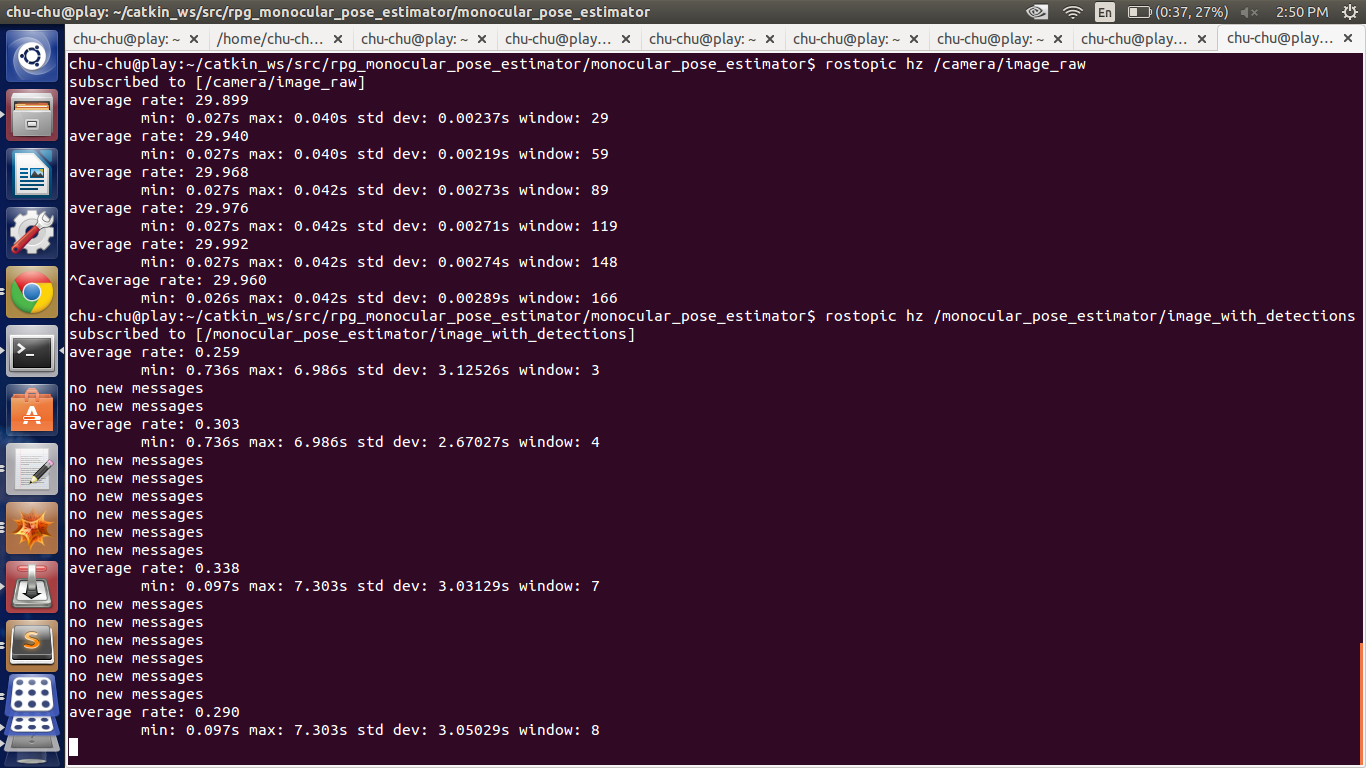 chu-chu@play: ~/catkin_ws/src/rpg_monocular_pose_estimator/monocular_pose_estimator
En (0:37, 27%) 2:50 PM
chu-chu@play: ~ × /home/chu-ch... × chu-chu@play: ~ × chu-chu@play... × chu-chu@play: ~ × chu-chu@play: ~ × chu-chu@play: ~ × chu-chu@play... × chu-chu@play... ×
chu-chu@play:~/catkin_ws/src/rpg_monocular_pose_estimator/monocular_pose_estimator$ rostopic hz /camera/image_raw
subscribed to [/camera/image_raw]
average rate: 29.899
        min: 0.027s max: 0.040s std dev: 0.00237s window: 29
average rate: 29.940
        min: 0.027s max: 0.040s std dev: 0.00219s window: 59
average rate: 29.968
        min: 0.027s max: 0.042s std dev: 0.00273s window: 89
average rate: 29.976
        min: 0.027s max: 0.042s std dev: 0.00271s window: 119
average rate: 29.992
        min: 0.027s max: 0.042s std dev: 0.00274s window: 148
^Caverage rate: 29.960
        min: 0.026s max: 0.042s std dev: 0.00289s window: 166
chu-chu@play:~/catkin_ws/src/rpg_monocular_pose_estimator/monocular_pose_estimator$ rostopic hz /monocular_pose_estimator/image_with_detections
subscribed to [/monocular_pose_estimator/image_with_detections]
average rate: 0.259
        min: 0.736s max: 6.986s std dev: 3.12526s window: 3
no new messages
no new messages
average rate: 0.303
        min: 0.736s max: 6.986s std dev: 2.67027s window: 4
no new messages
no new messages
no new messages
no new messages
no new messages
no new messages
average rate: 0.338
        min: 0.097s max: 7.303s std dev: 3.03129s window: 7
no new messages
no new messages
no new messages
no new messages
no new messages
no new messages
average rate: 0.290
        min: 0.097s max: 7.303s std dev: 3.05029s window: 8